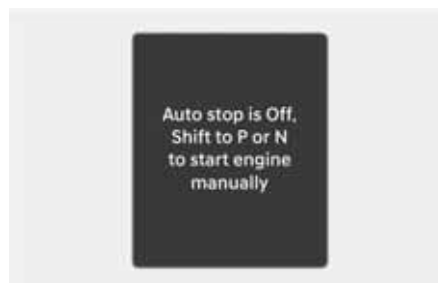 Auto stop is Off,
Shift to P or N
to start engine
manually